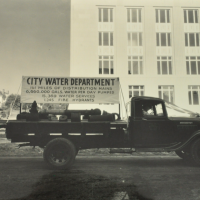 CITY WATER DEPARTMENT
MILES OF DISTRIBUTION MAINS
GALS. WATER PER DAY PUMPED
WATER SERVICES
FIRE HYDRANTS